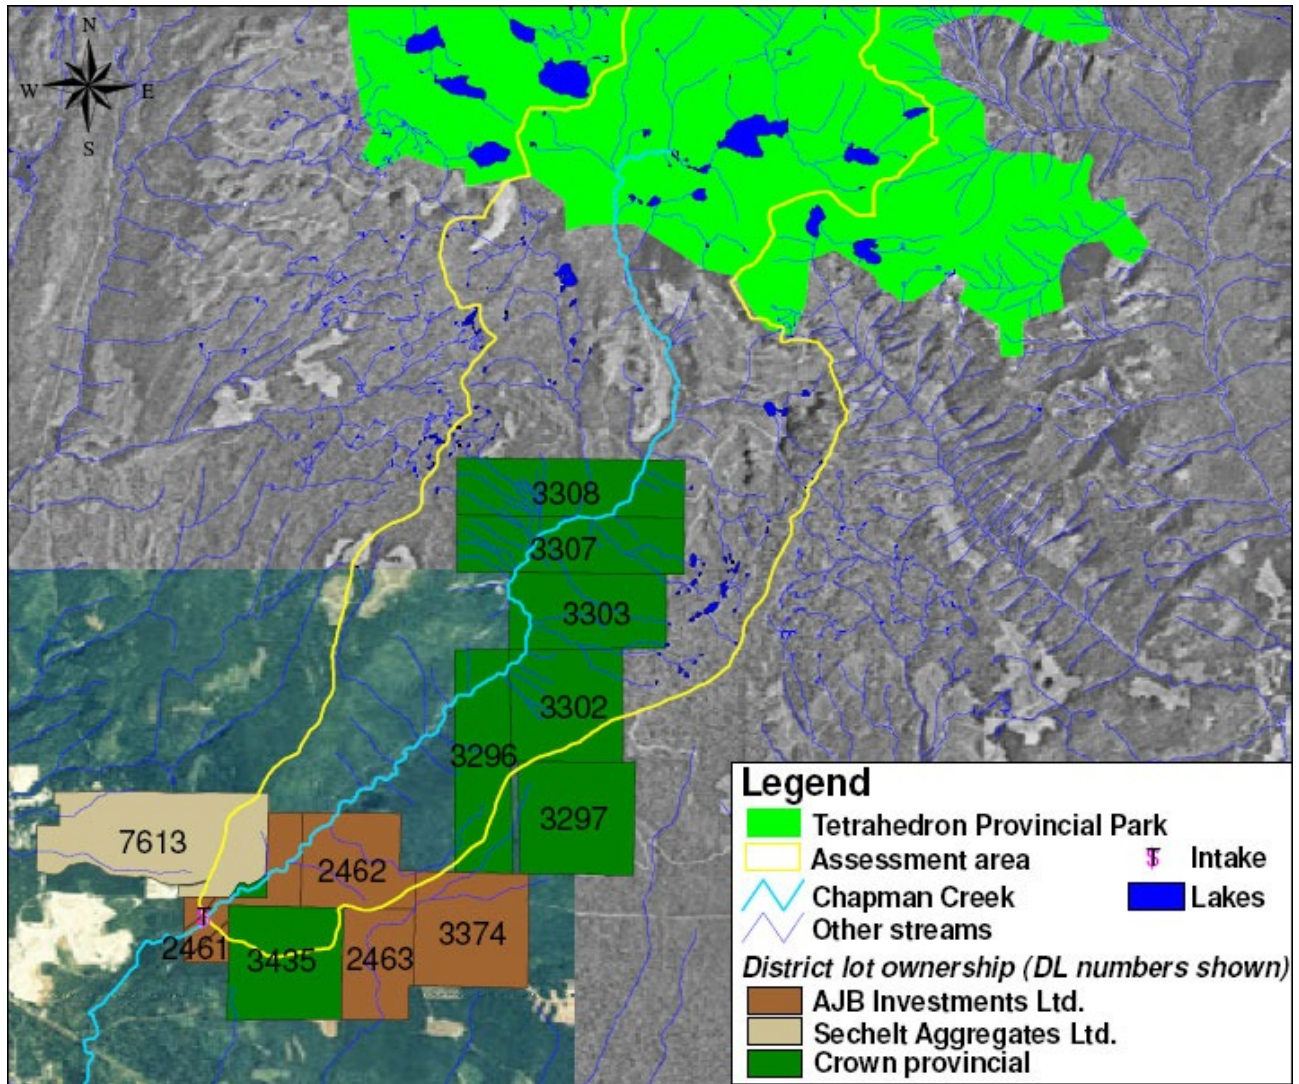 N
W E
S
3308
3307
3303
3302
3296
3297
7613
2462
2461
3435
2463
3374
Legend
Tetrahedron Provincial Park
Assessment area
Intake
Chapman Creek
Lakes
Other streams
District lot ownership (DL numbers shown)
AJB Investments Ltd.
Sechelt Aggregates Ltd.
Crown provincial